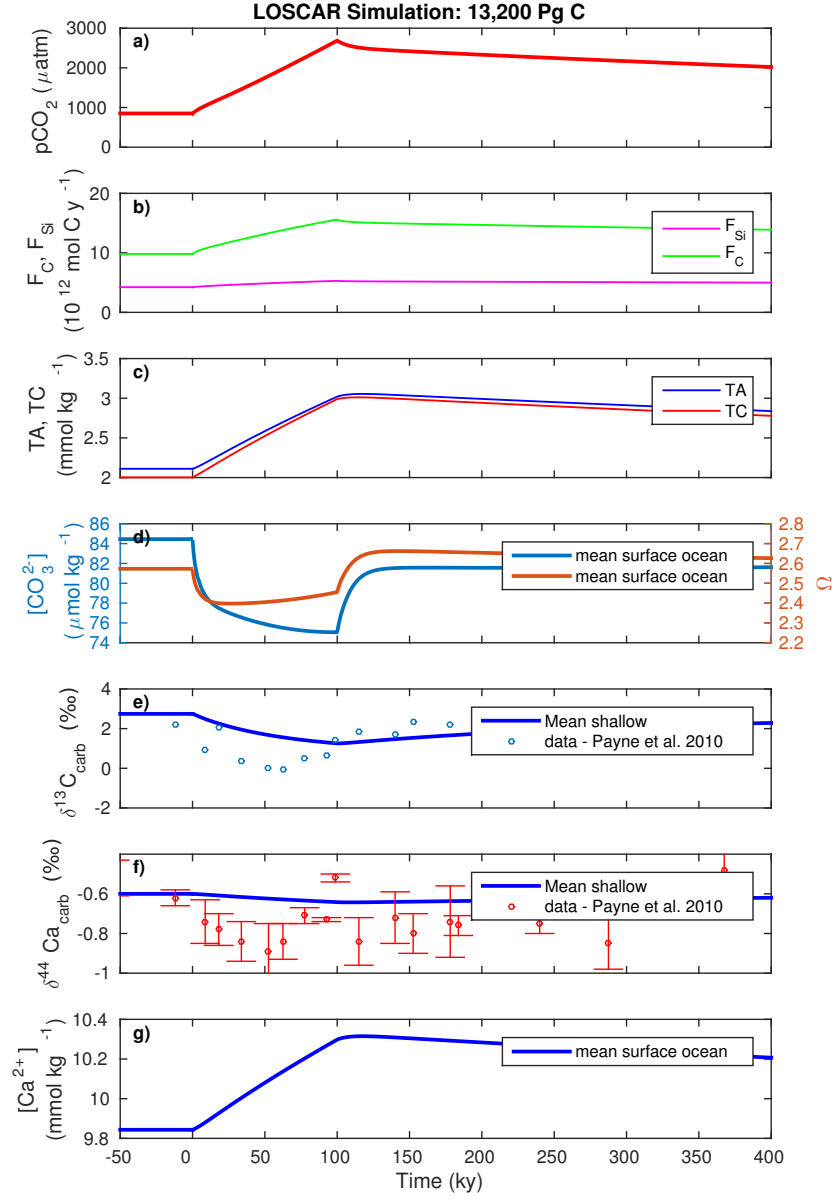 LOSCAR Simulation: 13,200 Pg C
a)
3000
2000
1000
0
pCO2 (μatm)
b)
20
10
0
FC, FSi
(10 12 mol C y -1)
FSi
FC
c)
3.5
3
2.5
2
TA, TC
(mmol kg -1)
TA
TC
d)
86
84
82
80
78
76
74
[CO3 2-]
(μmol kg -1)
mean surface ocean
mean surface ocean
2.8
2.7
2.6
2.5
2.4
2.3
2.2
Ω
e)
4
2
0
-2
δ13Ccarb (‰)
Mean shallow
data - Payne et al. 2010
f)
-0.6
-0.8
-1
δ44 Cacarb (‰)
Mean shallow
data - Payne et al. 2010
g)
10.4
10.2
10
9.8
[Ca2+]
(mmol kg -1)
mean surface ocean
-50 0 50 100 150 200 250 300 350 400
Time (ky)